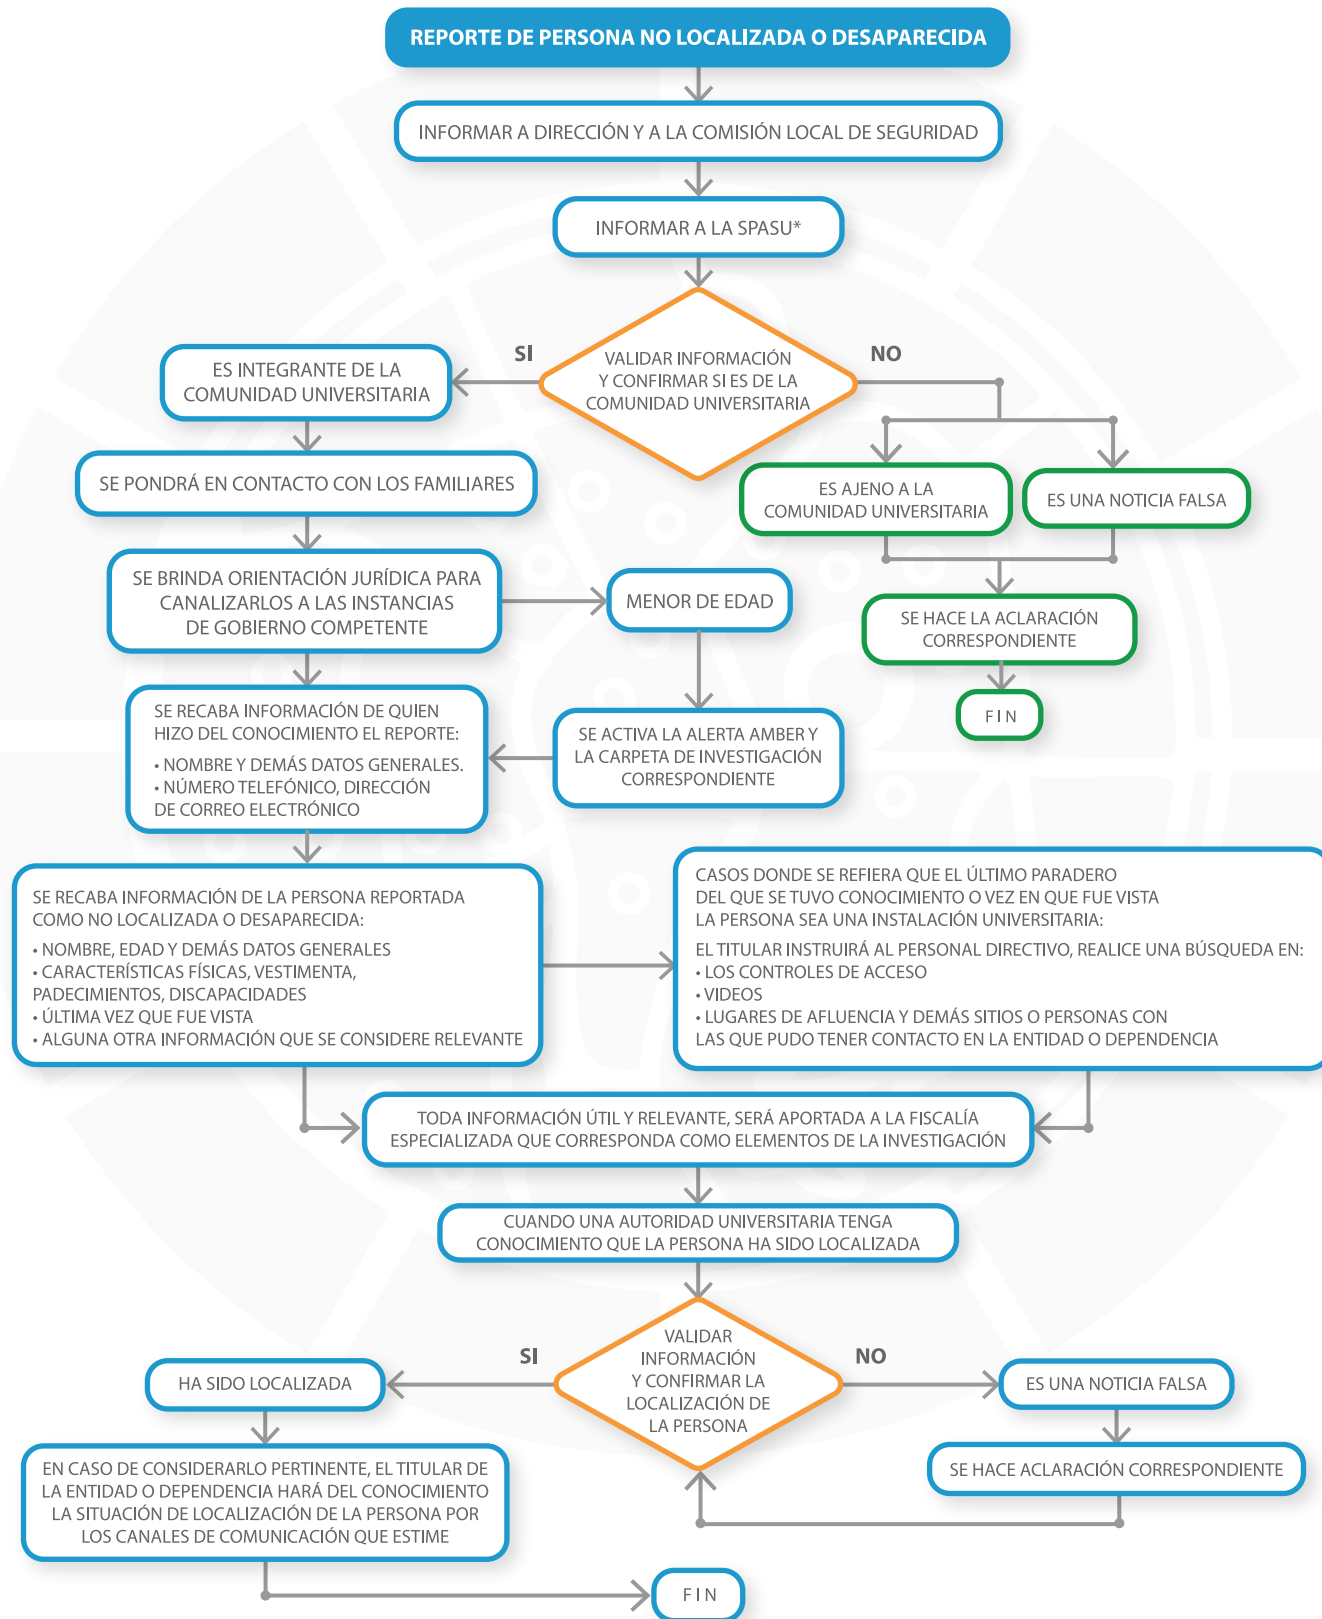 REPORTE DE PERSONA NO LOCALIZADA O DESAPARECIDA
INFORMAR A DIRECCIÓN Y A LA COMISIÓN LOCAL DE SEGURIDAD
INFORMAR A LA SPASU*
VALIDAR INFORMACIÓN
Y CONFIRMAR SI ES DE LA
COMUNIDAD UNIVERSITARIA
SI
NO
ES INTEGRANTE DE LA
COMUNIDAD UNIVERSITARIA
SE PONDRÁ EN CONTACTO CON LOS FAMILIARES
ES AJENO A LA
COMUNIDAD UNIVERSITARIA
ES UNA NOTICIA FALSA
SE HACE LA ACLARACIÓN
CORRESPONDIENTE
F I N
SE BRINDA ORIENTACIÓN JURÍDICA PARA
CANALIZARLOS A LAS INSTANCIAS
DE GOBIERNO COMPETENTE
MENOR DE EDAD
SE ACTIVA LA ALERTA AMBER Y
LA CARPETA DE INVESTIGACIÓN
CORRESPONDIENTE
SE RECABA INFORMACIÓN DE QUIEN
HIZO DEL CONOCIMIENTO EL REPORTE:
• NOMBRE Y DEMÁS DATOS GENERALES.
• NÚMERO TELEFÓNICO, DIRECCIÓN
DE CORREO ELECTRÓNICO
SE RECABA INFORMACIÓN DE LA PERSONA REPORTADA
COMO NO LOCALIZADA O DESAPARECIDA:
• NOMBRE, EDAD Y DEMÁS DATOS GENERALES
• CARACTERÍSTICAS FÍSICAS, VESTIMENTA,
PADECIMIENTOS, DISCAPACIDADES
• ÚLTIMA VEZ QUE FUE VISTA
• ALGUNA OTRA INFORMACIÓN QUE SE CONSIDERE RELEVANTE
CASOS DONDE SE REFIERA QUE EL ÚLTIMO PARADERO
DEL QUE SE TUVO CONOCIMIENTO O VEZ EN QUE FUE VISTA
LA PERSONA SEA UNA INSTALACIÓN UNIVERSITARIA:
EL TITULAR INSTRUIRÁ AL PERSONAL DIRECTIVO, REALICE UNA BÚSQUEDA EN:
• LOS CONTROLES DE ACCESO
• VIDEOS
• LUGARES DE AFLUENCIA Y DEMÁS SITIOS O PERSONAS CON
LAS QUE PUDO TENER CONTACTO EN LA ENTIDAD O DEPENDENCIA
TODA INFORMACIÓN ÚTIL Y RELEVANTE, SERÁ APORTADA A LA FISCALÍA
ESPECIALIZADA QUE CORRESPONDA COMO ELEMENTOS DE LA INVESTIGACIÓN
CUANDO UNA AUTORIDAD UNIVERSITARIA TENGA
CONOCIMIENTO QUE LA PERSONA HA SIDO LOCALIZADA
VALIDAR
INFORMACIÓN
Y CONFIRMAR LA
LOCALIZACIÓN DE
LA PERSONA
SI
NO
HA SIDO LOCALIZADA
ES UNA NOTICIA FALSA
SE HACE ACLARACIÓN CORRESPONDIENTE
EN CASO DE CONSIDERARLO PERTINENTE, EL TITULAR DE
LA ENTIDAD O DEPENDENCIA HARÁ DEL CONOCIMIENTO
LA SITUACIÓN DE LOCALIZACIÓN DE LA PERSONA POR
LOS CANALES DE COMUNICACIÓN QUE ESTIME
F I N